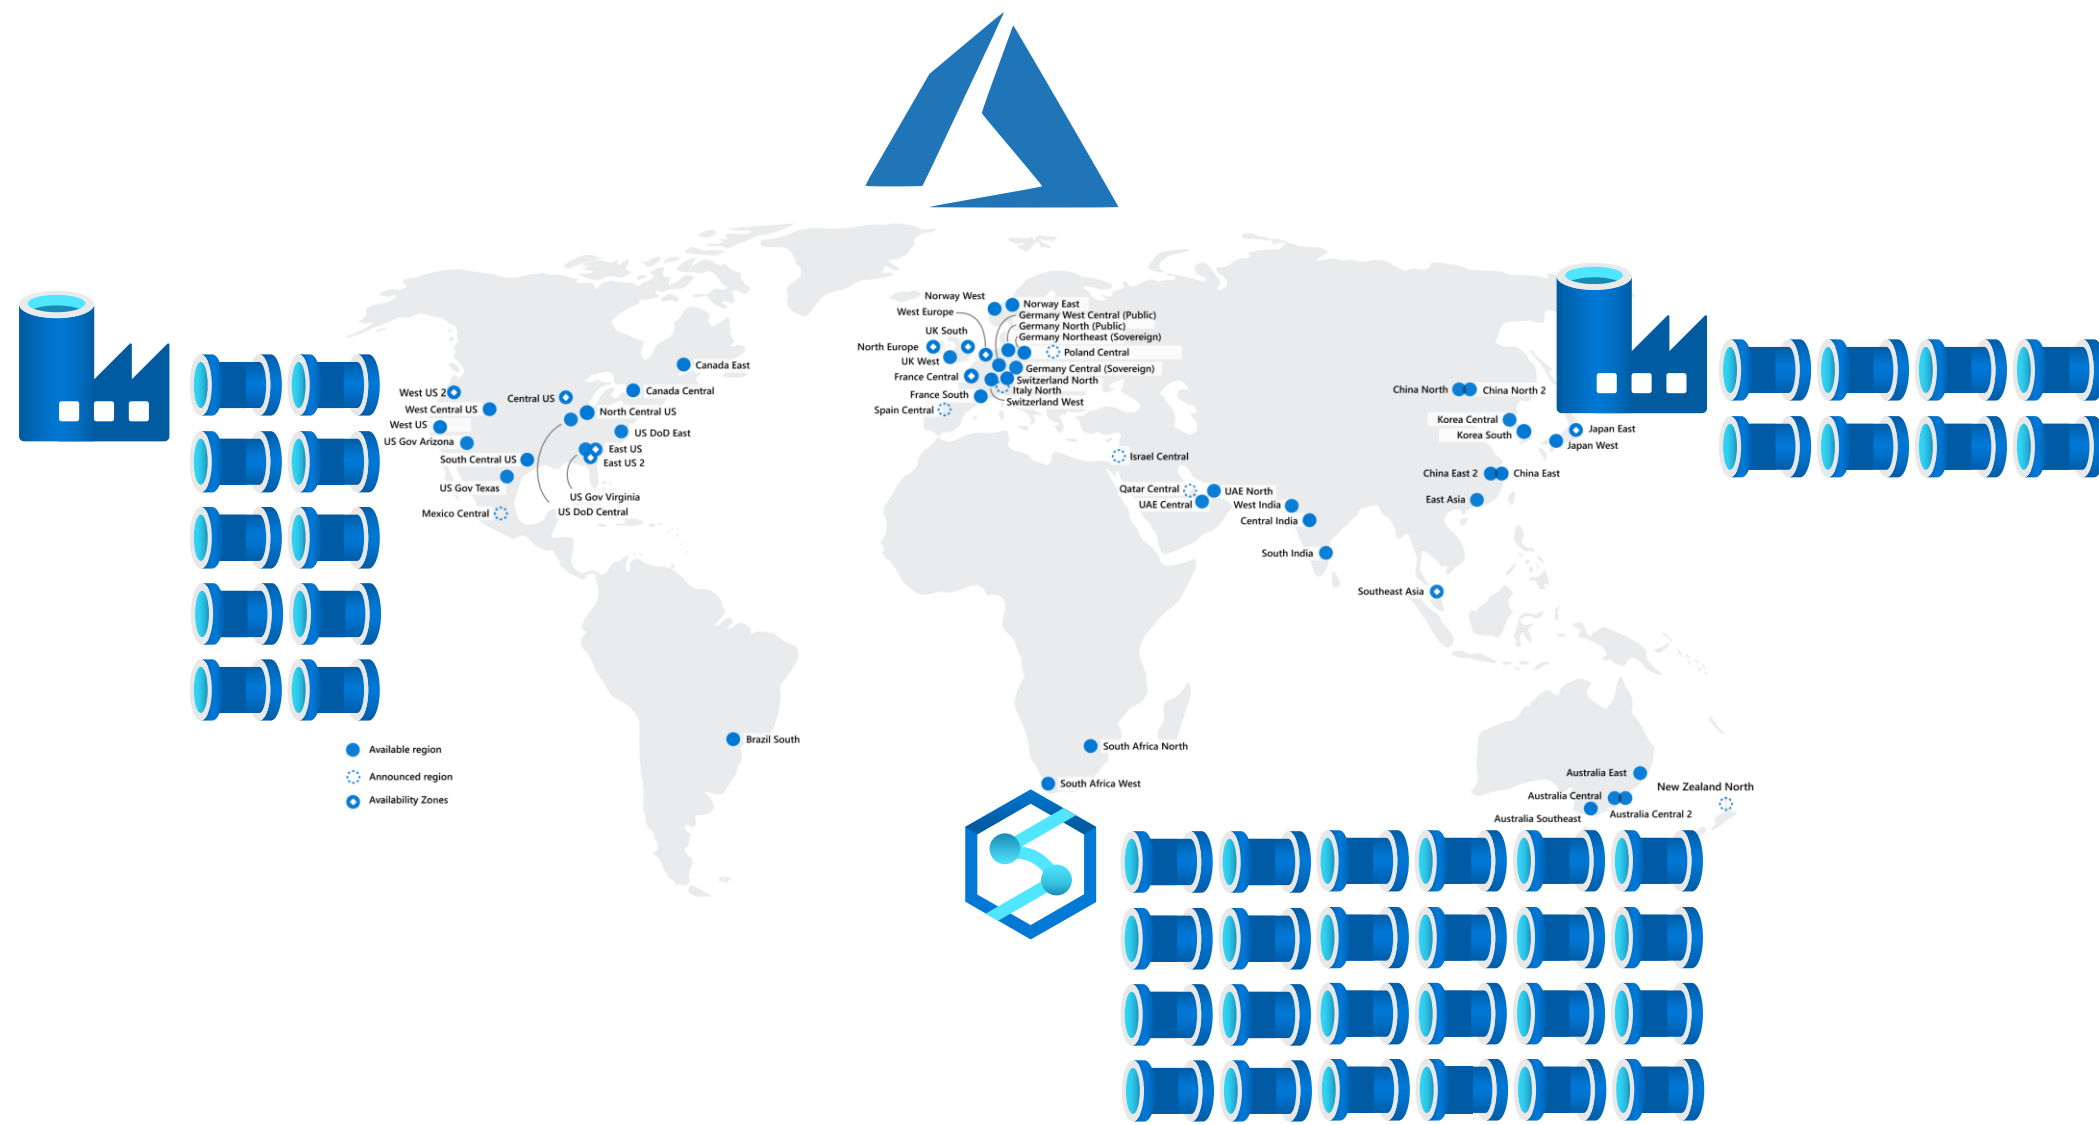 Norway West
Norway East
West Europe
Germany West Central (Public)
Germany North (Public)
UK South
Germany Northeast (Sovereign)
North Europe
Poland Central
UK West
Germany Central (Sovereign)
France Central
Switzerland North
Italy North
France South
Switzerland West
Spain Central
Canada East
Canada Central
West US 2
Central US
West Central US
North Central US
West US
US DoD East
US Gov Arizona
East US
South Central US
East US 2
US Gov Texas
US Gov Virginia
Mexico Central
US DoD Central
China North
China North 2
Korea Central
Korea South
Japan East
Japan West
Israel Central
China East 2
China East
Qatar Central
UAE North
UAE Central
West India
East Asia
Central India
South India
Southeast Asia
Brazil South
South Africa North
South Africa West
Available region
Announced region
Availability Zones
Australia East
New Zealand North
Australia Central
Australia Central 2
Australia Southeast